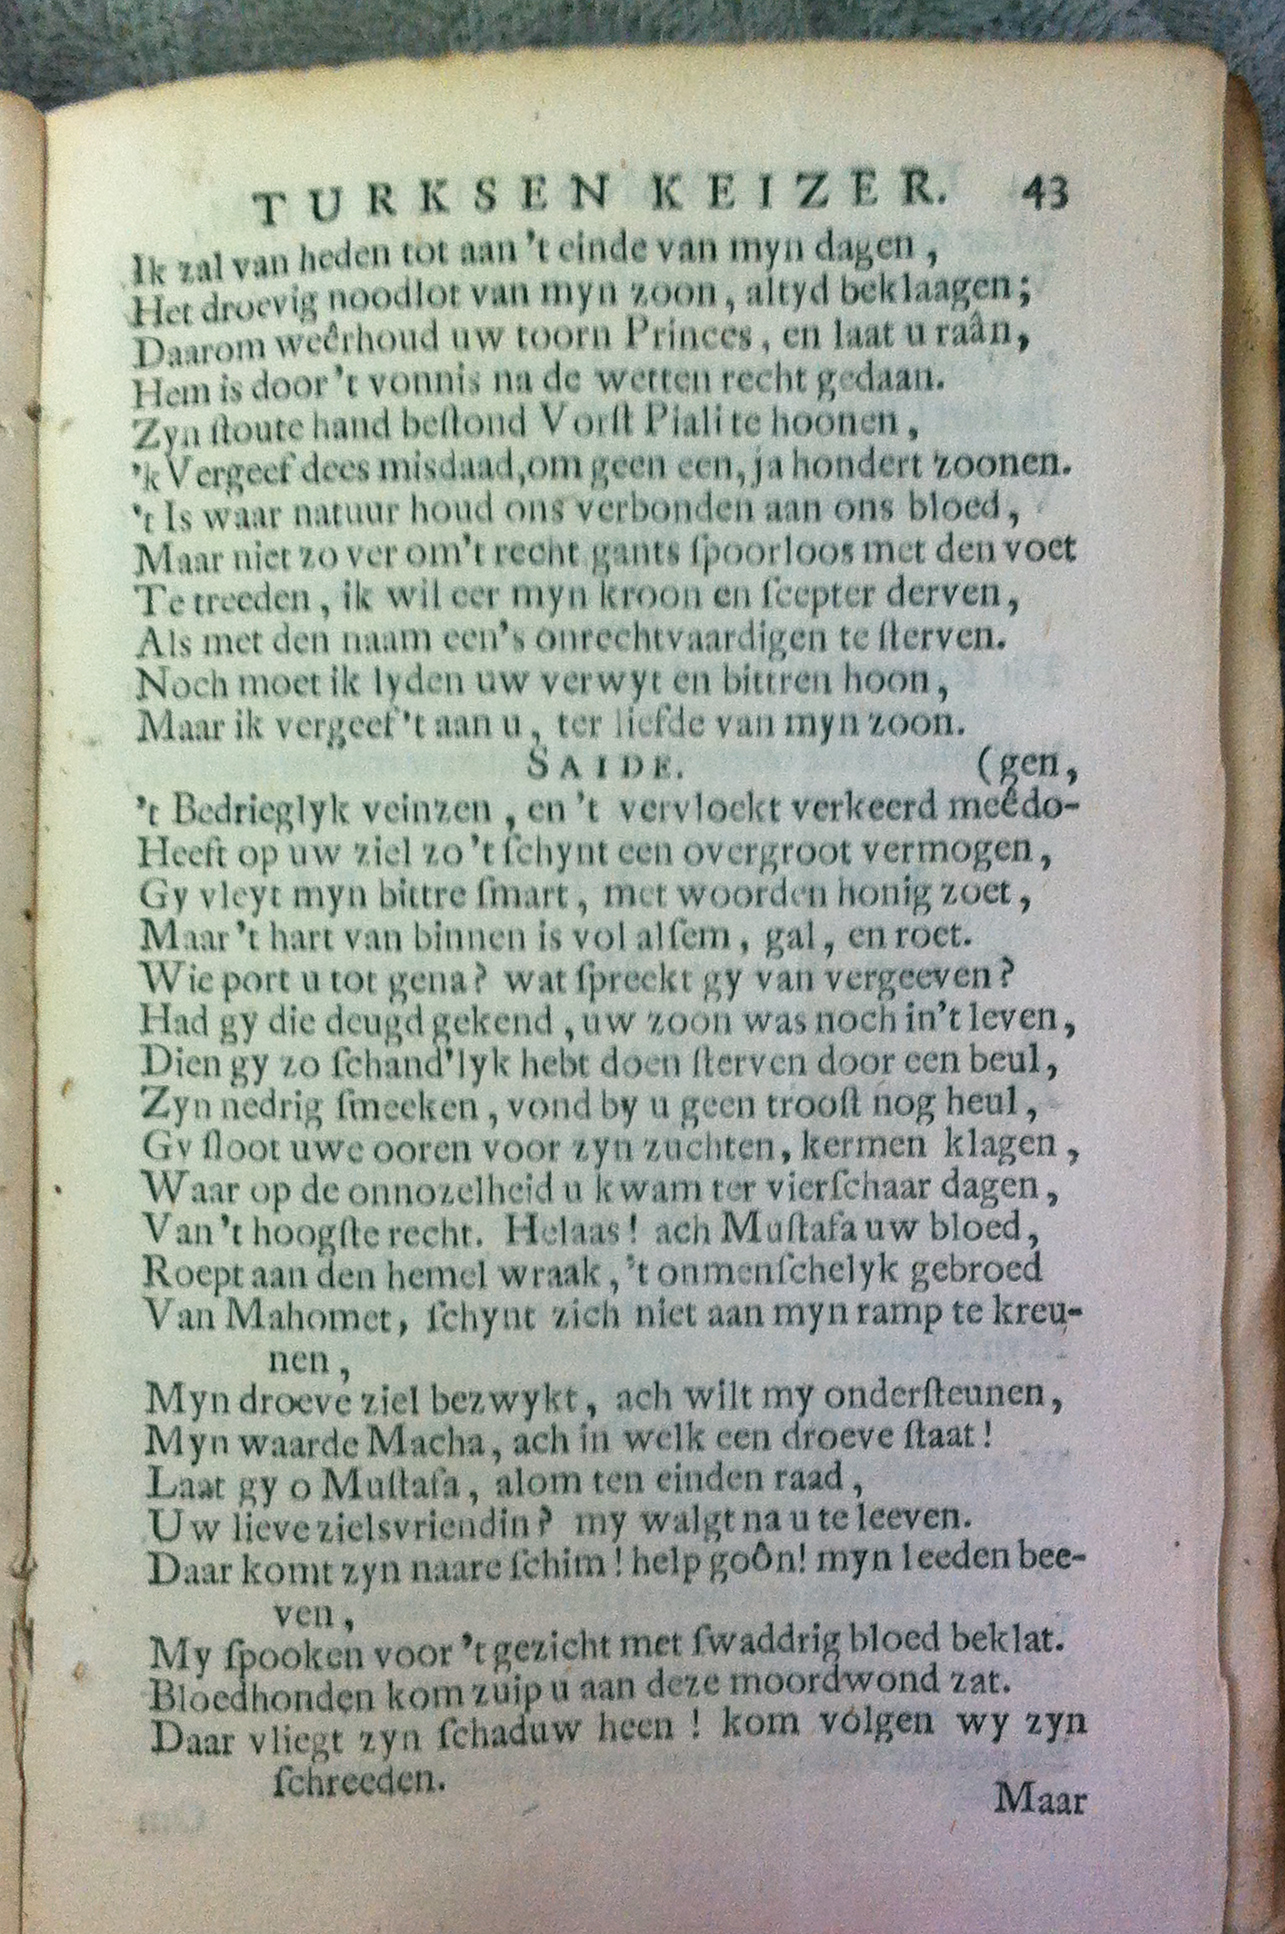 TURKSEN KEIZER. 43
Ik zal van heden tot aan 't einde van myn dagen,
Het droevig noodlot van myn zoon, altyd beklaagen;
Daarom weêrhoud uw toorn Princes, en laat u raân,
Hem is door 't vonnis na de wetten recht gedaan.
Zyn ſtoute hand beſtond Vorſt Piali te hoonen,
'k Vergeef dees misdaad, om geen een, ja hondert zoonen.
't Is waar natuur houd ons verbonden aan ons bloed,
Maar niet zo ver om 't recht gants ſpoorloos met den voet
Te treeden, ik wil eer myn kroon en ſcepter derven,
Als met den naam een's onrechtvaardigen te ſterven.
Noch moet ik lyden uw verwyt en bittren hoon,
Maar ik vergeef 't aan u, ter liefde van myn zoon.
SAIDE. (gen,
't Bedrieglyk veinzen, en 't vervloekt verkeerd meêdo-
Heeft op uw ziel zo 't ſchynt een overgroot vermogen,
Gy vleyt myn bittre ſmart, met woorden honig zoet,
Maar 't hart van binnen is vol alſem, gal, en roet.
Wie port u tot gena? wat ſpreekt gy van vergeeven?
Had gy die deugd gekend, uw zoon was noch in 't leven,
Dien gy zo ſchand'lyk hebt doen ſterven door een beul,
Zyn nedrig ſmeeken, vond by u geen trooſt nog heul,
Gy ſloot uwe ooren voor zyn zuchten, kermen klagen,
Waar op de onnozelheid u kwam ter vierſchaar dagen,
Van 't hoogſte recht. Helaas! ach Muſtafa uw bloed,
Roept aan den hemel wraak, 't onmenſchelyk gebroed
Van Mahomet, ſchynt zich niet aan myn ramp te kreu-
nen,
Myn droeve ziel bezwykt, ach wilt my onderſteunen,
Myn waarde Macha, ach in welk een droeve ſtaat!
Laat gy o Muſtafa, alom ten einden raad,
Uw lieve zielsvriendin? my walgt na u te leeven.
Daar komt zyn naare ſchim! help goôn! myn leeden bee-
ven,
My ſpooken voor 't gezicht met ſwaddrig bloed beklat.
Bloedhonden kom zuip u aan deze moordwond zat.
Daar vliegt zyn ſchaduw heen! kom volgen wy zyn
ſchreeden.
Maar